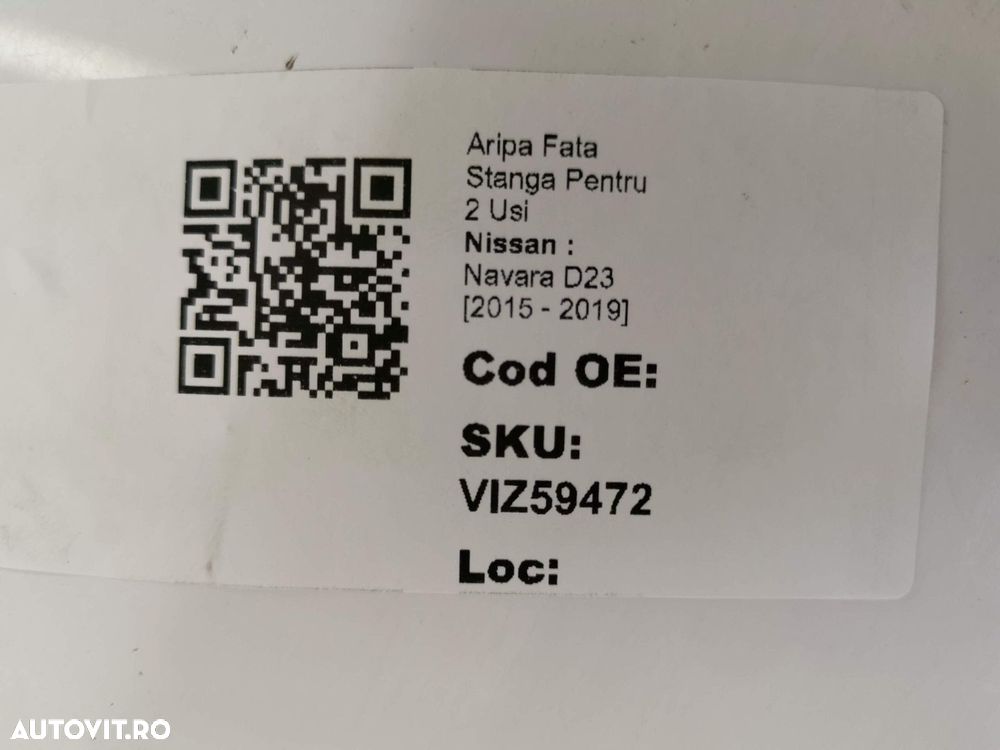 Aripa Fata
Stanga Pentru
2 Usi
Nissan :
Navara D23
[2015 - 2019]
Cod OE:
SKU:
VIZ59472
Loc:
AUTOVIT.RO